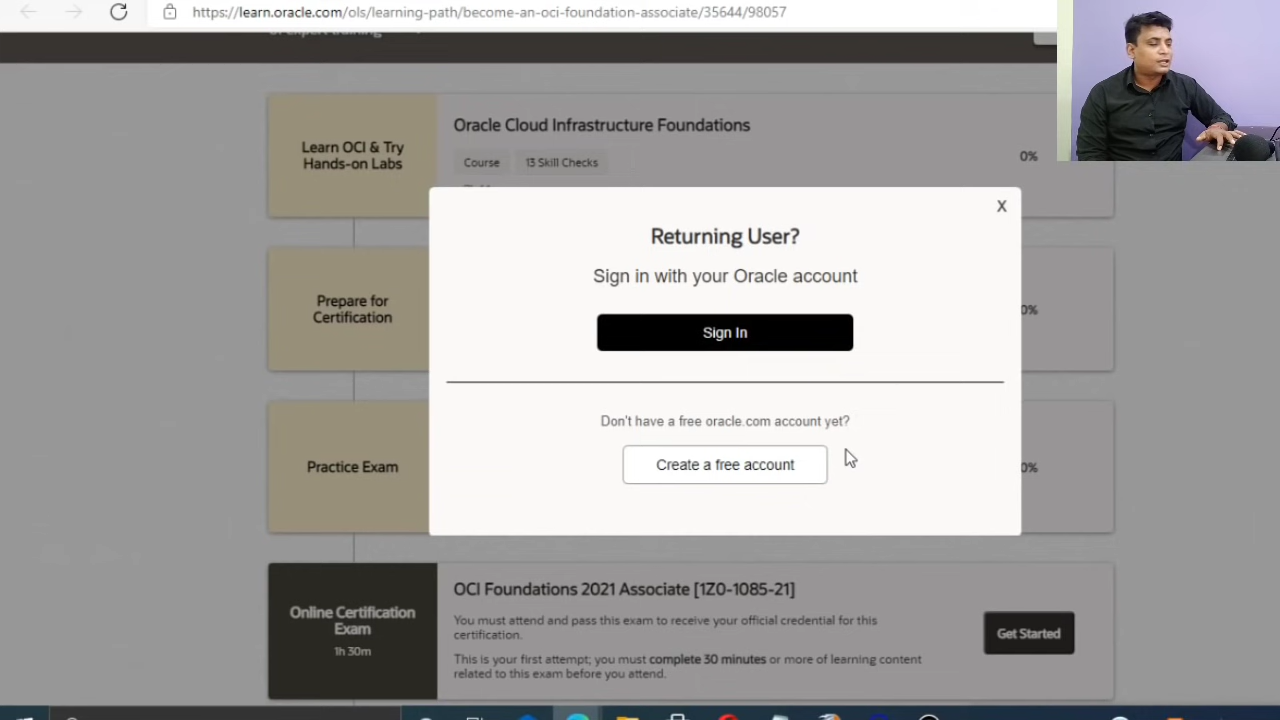 https://learn.oracle.com/ols/learning-path/become-an-oci-foundation-associate/35644/98057
Learn OCI & Try
Hands-on Labs
Oracle Cloud Infrastructure Foundations
Course
13 Skill Checks
0%
X
Returning User?
Sign in with your Oracle account
Sign In
Prepare for
Certification
0%
Don't have a free oracle.com account yet?
Create a free account
Practice Exam
0%
Online Certification
Exam
1h 30m
OCI Foundations 2021 Associate [1Z0-1085-21]
You must attend and pass this exam to receive your official credential for this
certification.
This is your first attempt; you must complete 30 minutes or more of learning content
related to this exam before you attend.
Get Started